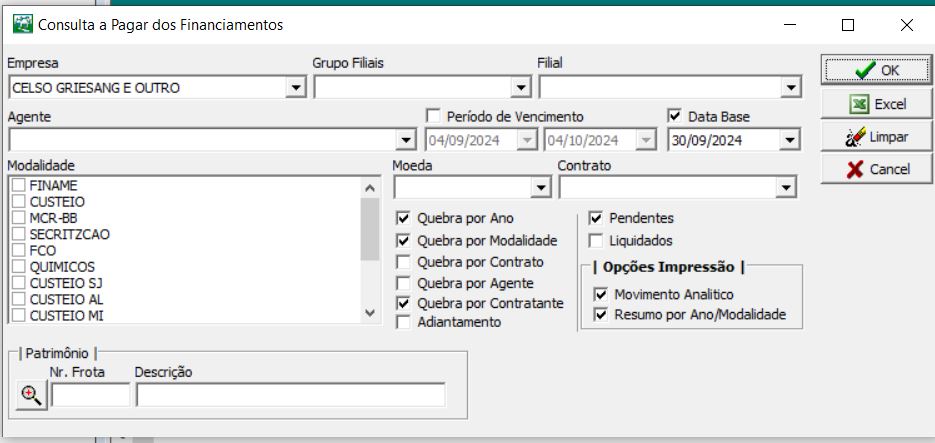 Consulta a Pagar dos Financiamentos
Empresa
Grupo Filiais
Filial
CELSO GRIESANG E OUTRO
OK
Excel
Limpar
Cancel
Agente
Período de Vencimento
Data Base
04/09/2024
04/10/2024
30/09/2024
Modalidade
FINAME
CUSTEIO
MCR-BB
SECRITZCAO
FCO
QUIMICOS
CUSTEIO SJ
CUSTEIO AL
CUSTEIO MI
Moeda
Contrato
Quebra por Ano
Quebra por Modalidade
Quebra por Contrato
Quebra por Agente
Quebra por Contratante
Adiantamento
Pendentes
Liquidados
| Opções Impressão |
Movimento Analitico
Resumo por Ano/Modalidade
| Patrimônio |
Nr. Frota
Descrição